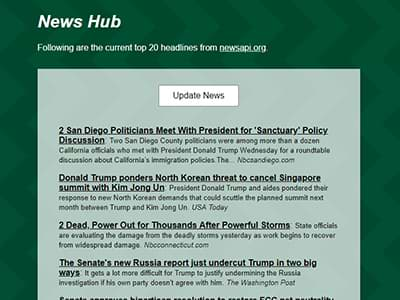 News Hub
Following are the current top 20 headlines from newsapi.org.
Update News
2 San Diego Politicians Meet With President for 'Sanctuary' Policy
Discussion: Two San Diego County politicians were among more than a dozen
California officials who met with President Donald Trump Wednesday for a roundtable
discussion about California's immigration policies.The... Nbcsandiego.com
Donald Trump ponders North Korean threat to cancel Singapore
summit with Kim Jong Un: President Donald Trump and aides pondered their
response to new North Korean demands that could scuttle the planned summit next
month between Trump and Kim Jong Un. USA Today
2 Dead, Power Out for Thousands After Powerful Storms: State officials
are evaluating the damage from the deadly storms yesterday as work begins to recover
from widespread damage. Nbcconnecticut.com
The Senate's new Russia report just undercut Trump in two big
ways: It gets a lot more difficult for Trump to justify undermining the Russia
investigation if his own party doesn't agree with him. The Washington Post